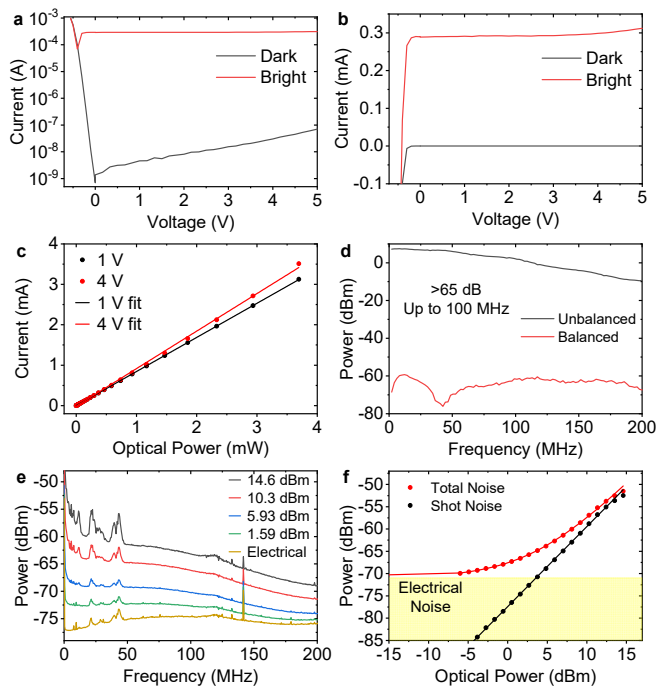 a
10⁻³
10⁻⁴
10⁻⁵
10⁻⁶
10⁻⁷
10⁻⁸
10⁻⁹
Current (A)
Dark
Bright
0 1 2 3 4 5
Voltage (V)
b
0.3
0.2
0.1
0.0
-0.1
Current (mA)
Dark
Bright
0 1 2 3 4 5
Voltage (V)
c
4
3
2
1
0
Current (mA)
1 V
4 V
1 V fit
4 V fit
0 1 2 3 4
Optical Power (mW)
d
0
-20
-40
-60
-80
Power (dBm)
>65 dB
Up to 100 MHz
Unbalanced
Balanced
0 50 100 150 200
Frequency (MHz)
e
-50
-55
-60
-65
-70
-75
Power (dBm)
14.6 dBm
10.3 dBm
5.93 dBm
1.59 dBm
Electrical
0 50 100 150 200
Frequency (MHz)
f
-50
-55
-60
-65
-70
-75
-80
-85
Power (dBm)
Total Noise
Shot Noise
Electrical
Noise
-15 -10 -5 0 5 10 15
Optical Power (dBm)